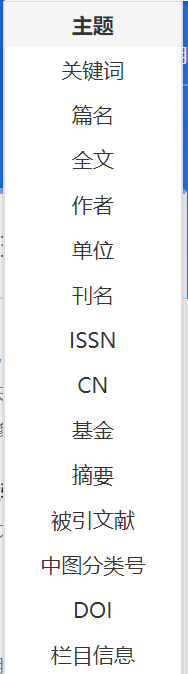 主题
关键词
篇名
全文
作者
单位
刊名
ISSN
CN
基金
摘要
被引文献
中图分类号
DOI
栏目信息